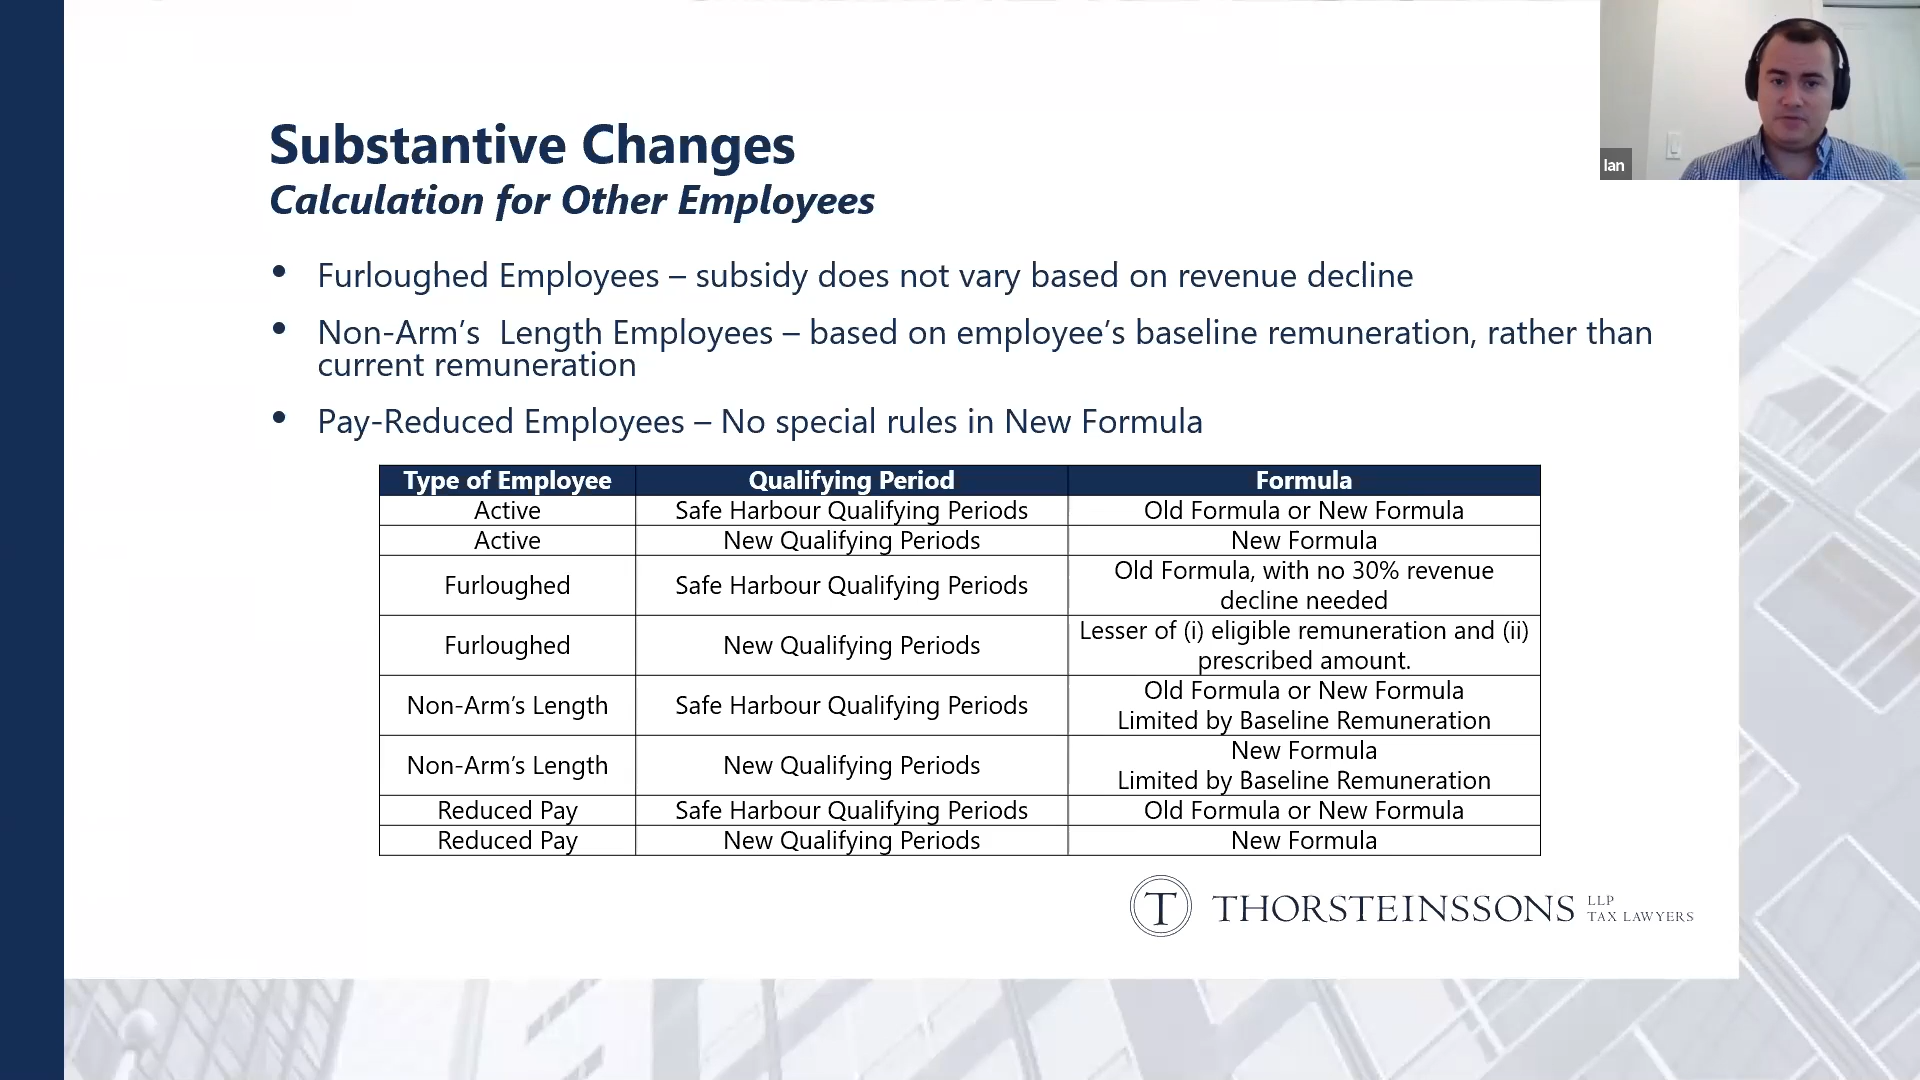 Ian
Substantive Changes
Calculation for Other Employees
• Furloughed Employees – subsidy does not vary based on revenue decline
• Non-Arm’s  Length Employees – based on employee’s baseline remuneration, rather than
current remuneration
• Pay-Reduced Employees – No special rules in New Formula
Type of Employee Qualifying Period Formula
Active Safe Harbour Qualifying Periods Old Formula or New Formula
Active New Qualifying Periods New Formula
Furloughed Safe Harbour Qualifying Periods Old Formula, with no 30% revenue
decline needed
Furloughed New Qualifying Periods Lesser of (i) eligible remuneration and (ii)
prescribed amount.
Non-Arm’s Length Safe Harbour Qualifying Periods Old Formula or New Formula
Limited by Baseline Remuneration
Non-Arm’s Length New Qualifying Periods New Formula
Limited by Baseline Remuneration
Reduced Pay Safe Harbour Qualifying Periods Old Formula or New Formula
Reduced Pay New Qualifying Periods New Formula
T THORSTEINSSONS LLP
TAX LAWYERS